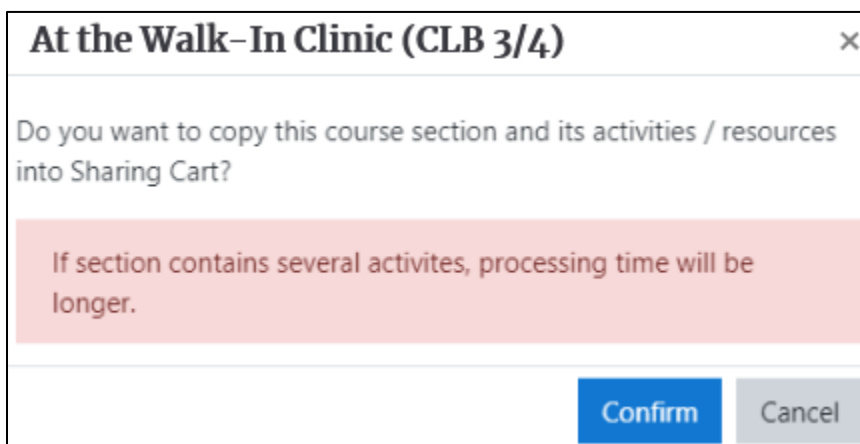 At the Walk-In Clinic (CLB 3/4)
×
Do you want to copy this course section and its activities / resources
into Sharing Cart?
If section contains several activites, processing time will be
longer.
Confirm
Cancel